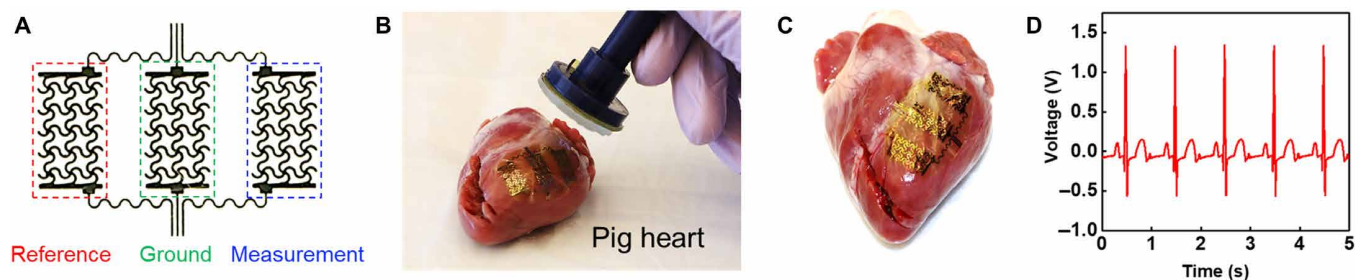 A
Reference Ground Measurement
B
Pig heart
C
D
Voltage (V)
1.5
1.0
0.5
0.0
–0.5
–1.0
0 1 2 3 4 5
Time (s)